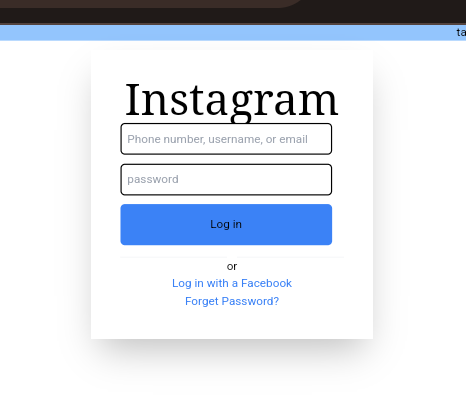 ta
Instagram
Phone number, username, or email
password
Log in
or
Log in with a Facebook
Forget Password?